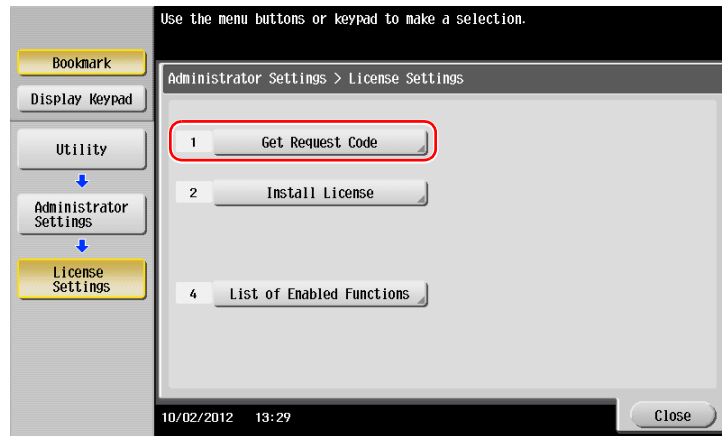 Use the menu buttons or keypad to make a selection.
Bookmark
Display Keypad
Utility
Administrator
Settings
License
Settings
Administrator Settings > License Settings
1 Get Request Code
2 Install License
4 List of Enabled Functions
10/02/2012 13:29
Close